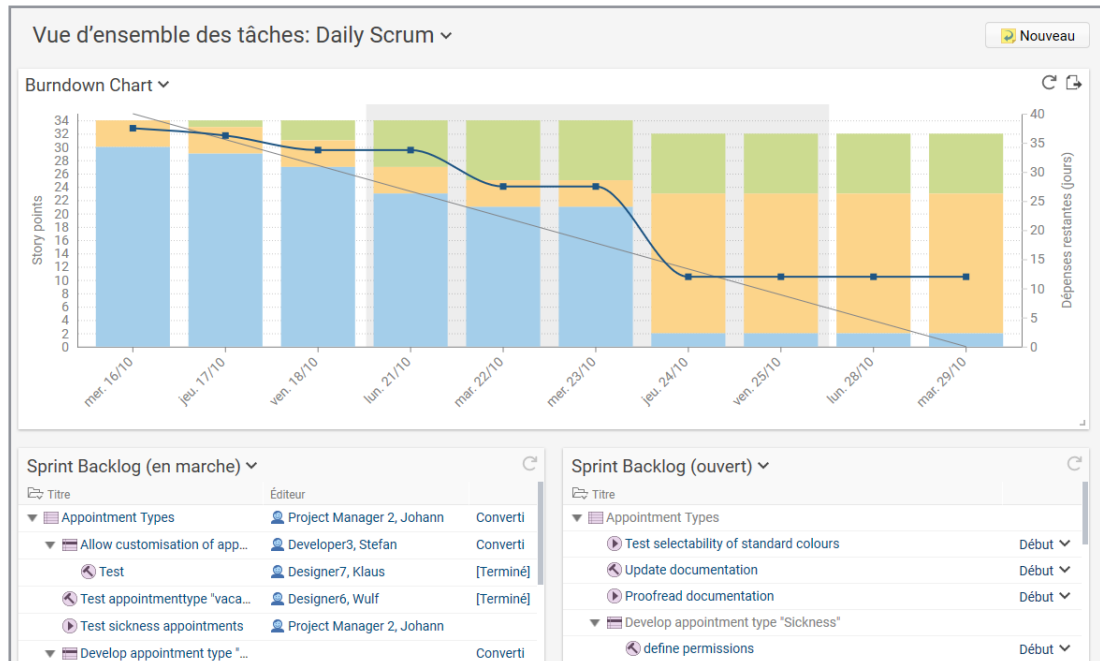 Vue d’ensemble des tâches: Daily Scrum
Nouveau
Burndown Chart
Story points
34
32
30
28
26
24
22
20
18
16
14
12
10
8
6
4
2
0
40
35
30
25
20
15
10
5
0
Dépenses restantes (jours)
mer. 16/10
jeu. 17/10
ven. 18/10
lun. 21/10
mar. 22/10
mer. 23/10
jeu. 24/10
ven. 25/10
lun. 28/10
mar. 29/10
Sprint Backlog (en marche)
Titre Éditeur
Appointment Types Project Manager 2, Johann Converti
Allow customisation of app... Developer3, Stefan Converti
Test Designer7, Klaus [Terminé]
Test appointmenttype "vaca... Designer6, Wulf [Terminé]
Test sickness appointments Project Manager 2, Johann
Develop appointment type "... Converti
Sprint Backlog (ouvert)
Titre
Appointment Types
Test selectability of standard colours Début
Update documentation Début
Proofread documentation Début
Develop appointment type "Sickness"
define permissions Début